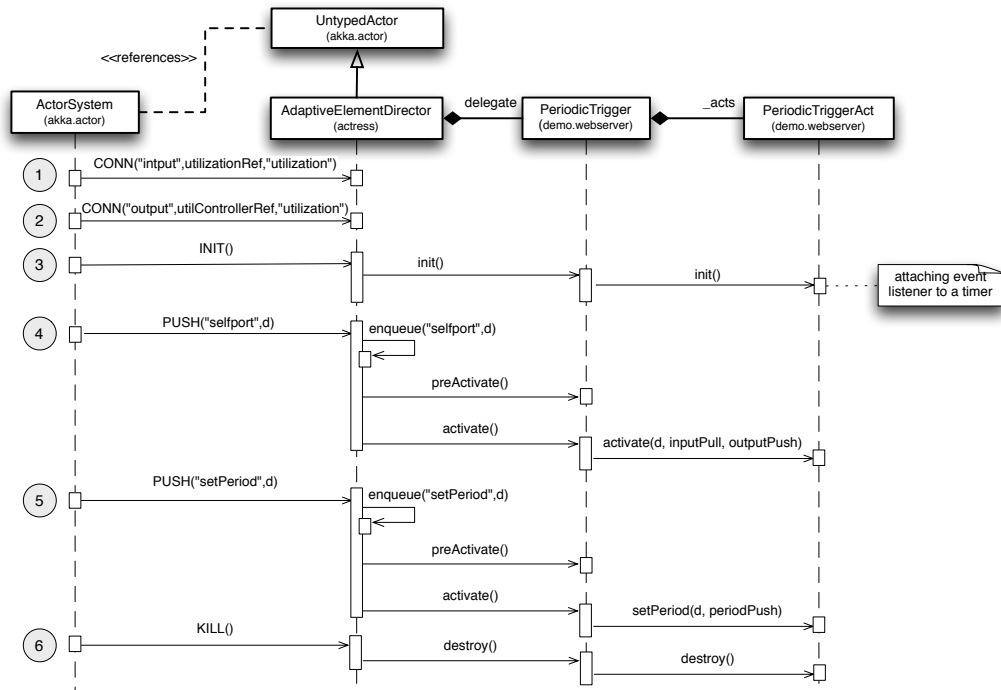 UntypedActor
(akka.actor)
<<references>>
ActorSystem
(akka.actor)
AdaptiveElementDirector
(actress)
delegate
PeriodicTrigger
(demo.webserver)
_acts
PeriodicTriggerAct
(demo.webserver)
1
CONN("intput",utilizationRef,"utilization")
2
CONN("output",utilControllerRef,"utilization")
3
INIT()
init()
init()
attaching event
listener to a timer
4
PUSH("selfport",d)
enqueue("selfport",d)
preActivate()
activate()
activate(d, inputPull, outputPush)
5
PUSH("setPeriod",d)
enqueue("setPeriod",d)
preActivate()
activate()
setPeriod(d, periodPush)
6
KILL()
destroy()
destroy()